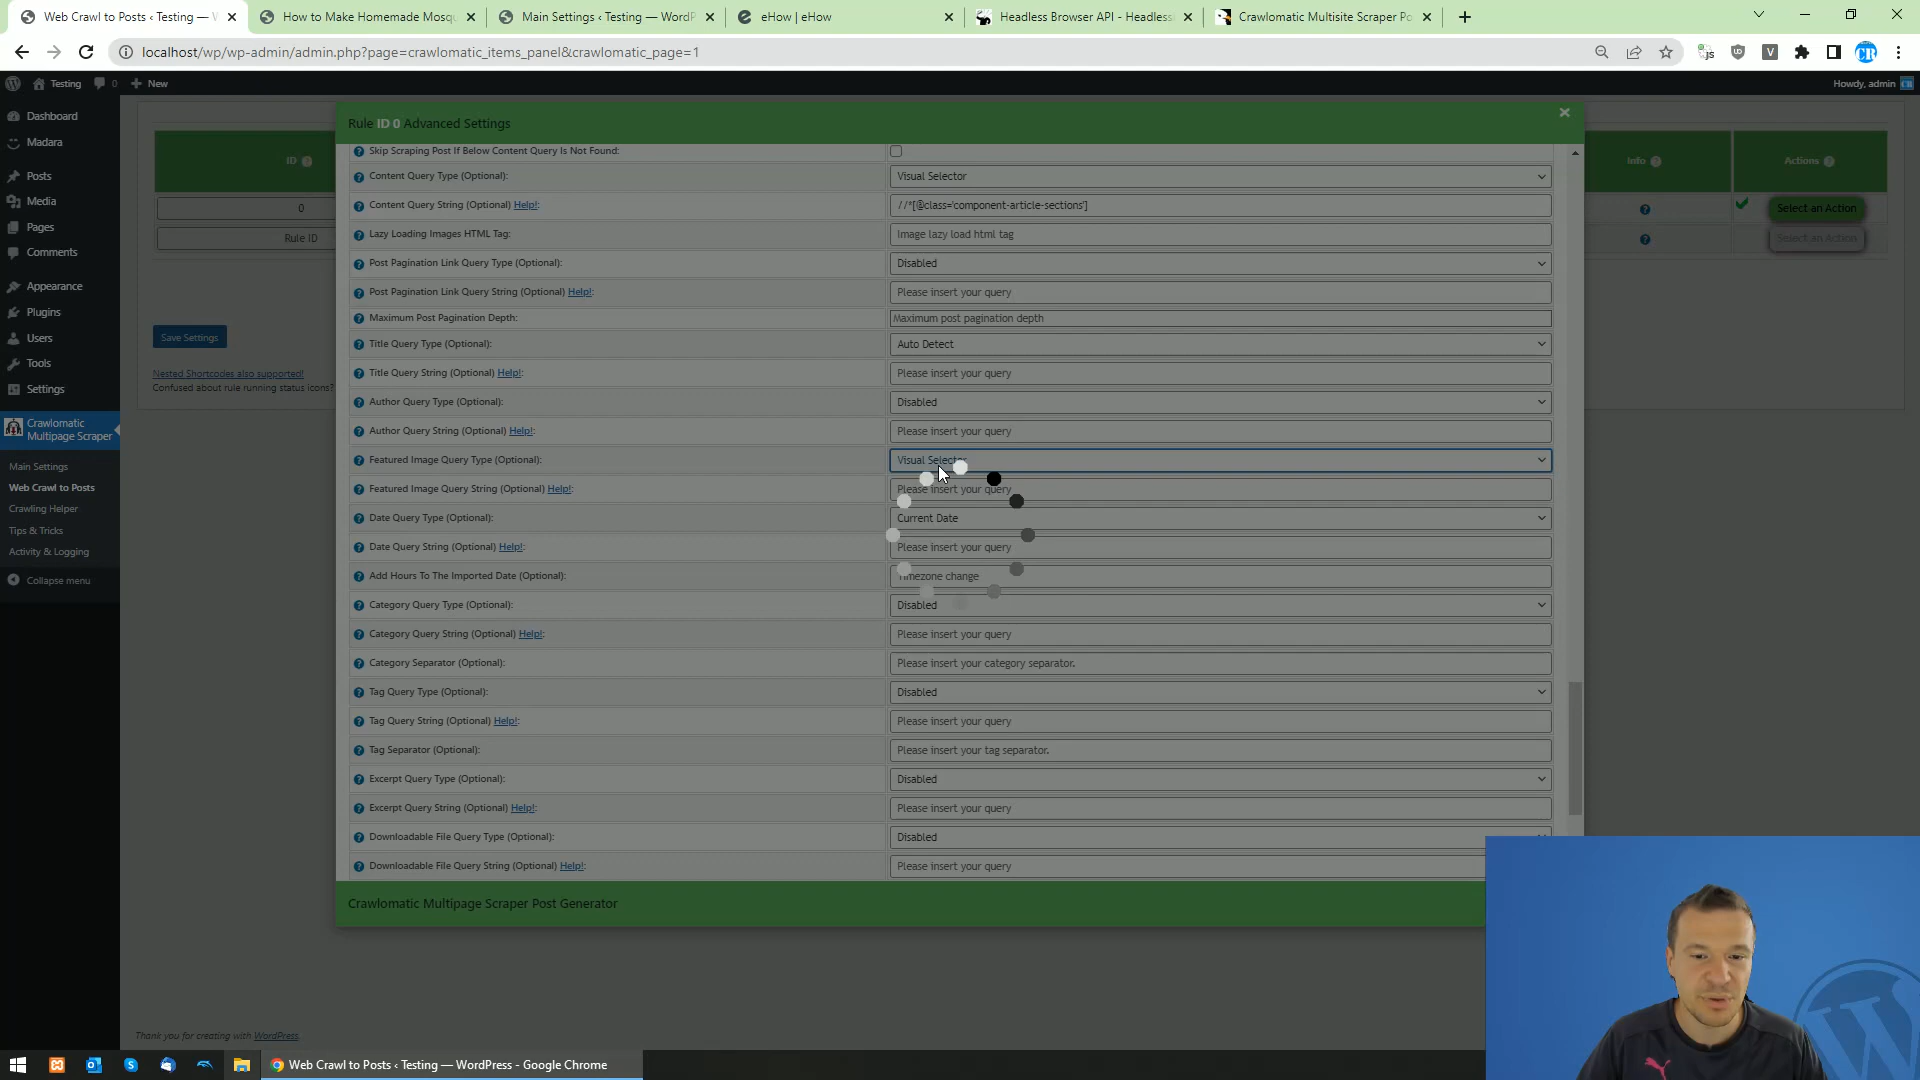 Web Crawl to Posts ‹ Testing —
How to Make Homemade Mosqu
Main Settings ‹ Testing — WordP
eHow | eHow
Headless Browser API - Headless
Crawlomatic Multisite Scraper Po
localhost/wp/wp-admin/admin.php?page=crawlomatic_items_panel&crawlomatic_page=1
Testing
0
New
Howdy, admin
Dashboard
Madara
Posts
Media
Pages
Comments
Appearance
Plugins
Users
Tools
Settings
Crawlomatic
Multipage Scraper
Main Settings
Web Crawl to Posts
Crawling Helper
Tips & Tricks
Activity & Logging
Collapse menu
ID
0
Rule ID
Save Settings
Nested Shortcodes also supported!
Confused about rule running status icons?
Info
Actions
Select an Action
Select an Action
Rule ID 0 Advanced Settings
Skip Scraping Post If Below Content Query Is Not Found:
Content Query Type (Optional):
Visual Selector
Content Query String (Optional) Help!:
//*[@class='component-article-sections']
Lazy Loading Images HTML Tag:
Image lazy load html tag
Post Pagination Link Query Type (Optional):
Disabled
Post Pagination Link Query String (Optional) Help!:
Please insert your query
Maximum Post Pagination Depth:
Maximum post pagination depth
Title Query Type (Optional):
Auto Detect
Title Query String (Optional) Help!:
Please insert your query
Author Query Type (Optional):
Disabled
Author Query String (Optional) Help!:
Please insert your query
Featured Image Query Type (Optional):
Visual Selector
Featured Image Query String (Optional) Help!:
Please insert your query
Date Query Type (Optional):
Current Date
Date Query String (Optional) Help!:
Please insert your query
Add Hours To The Imported Date (Optional):
Timezone change
Category Query Type (Optional):
Disabled
Category Query String (Optional) Help!:
Please insert your query
Category Separator (Optional):
Please insert your category separator.
Tag Query Type (Optional):
Disabled
Tag Query String (Optional) Help!:
Please insert your query
Tag Separator (Optional):
Please insert your tag separator.
Excerpt Query Type (Optional):
Disabled
Excerpt Query String (Optional) Help!:
Please insert your query
Downloadable File Query Type (Optional):
Disabled
Downloadable File Query String (Optional) Help!:
Please insert your query
Crawlomatic Multipage Scraper Post Generator
Thank you for creating with WordPress.
Web Crawl to Posts ‹ Testing — WordPress - Google Chrome